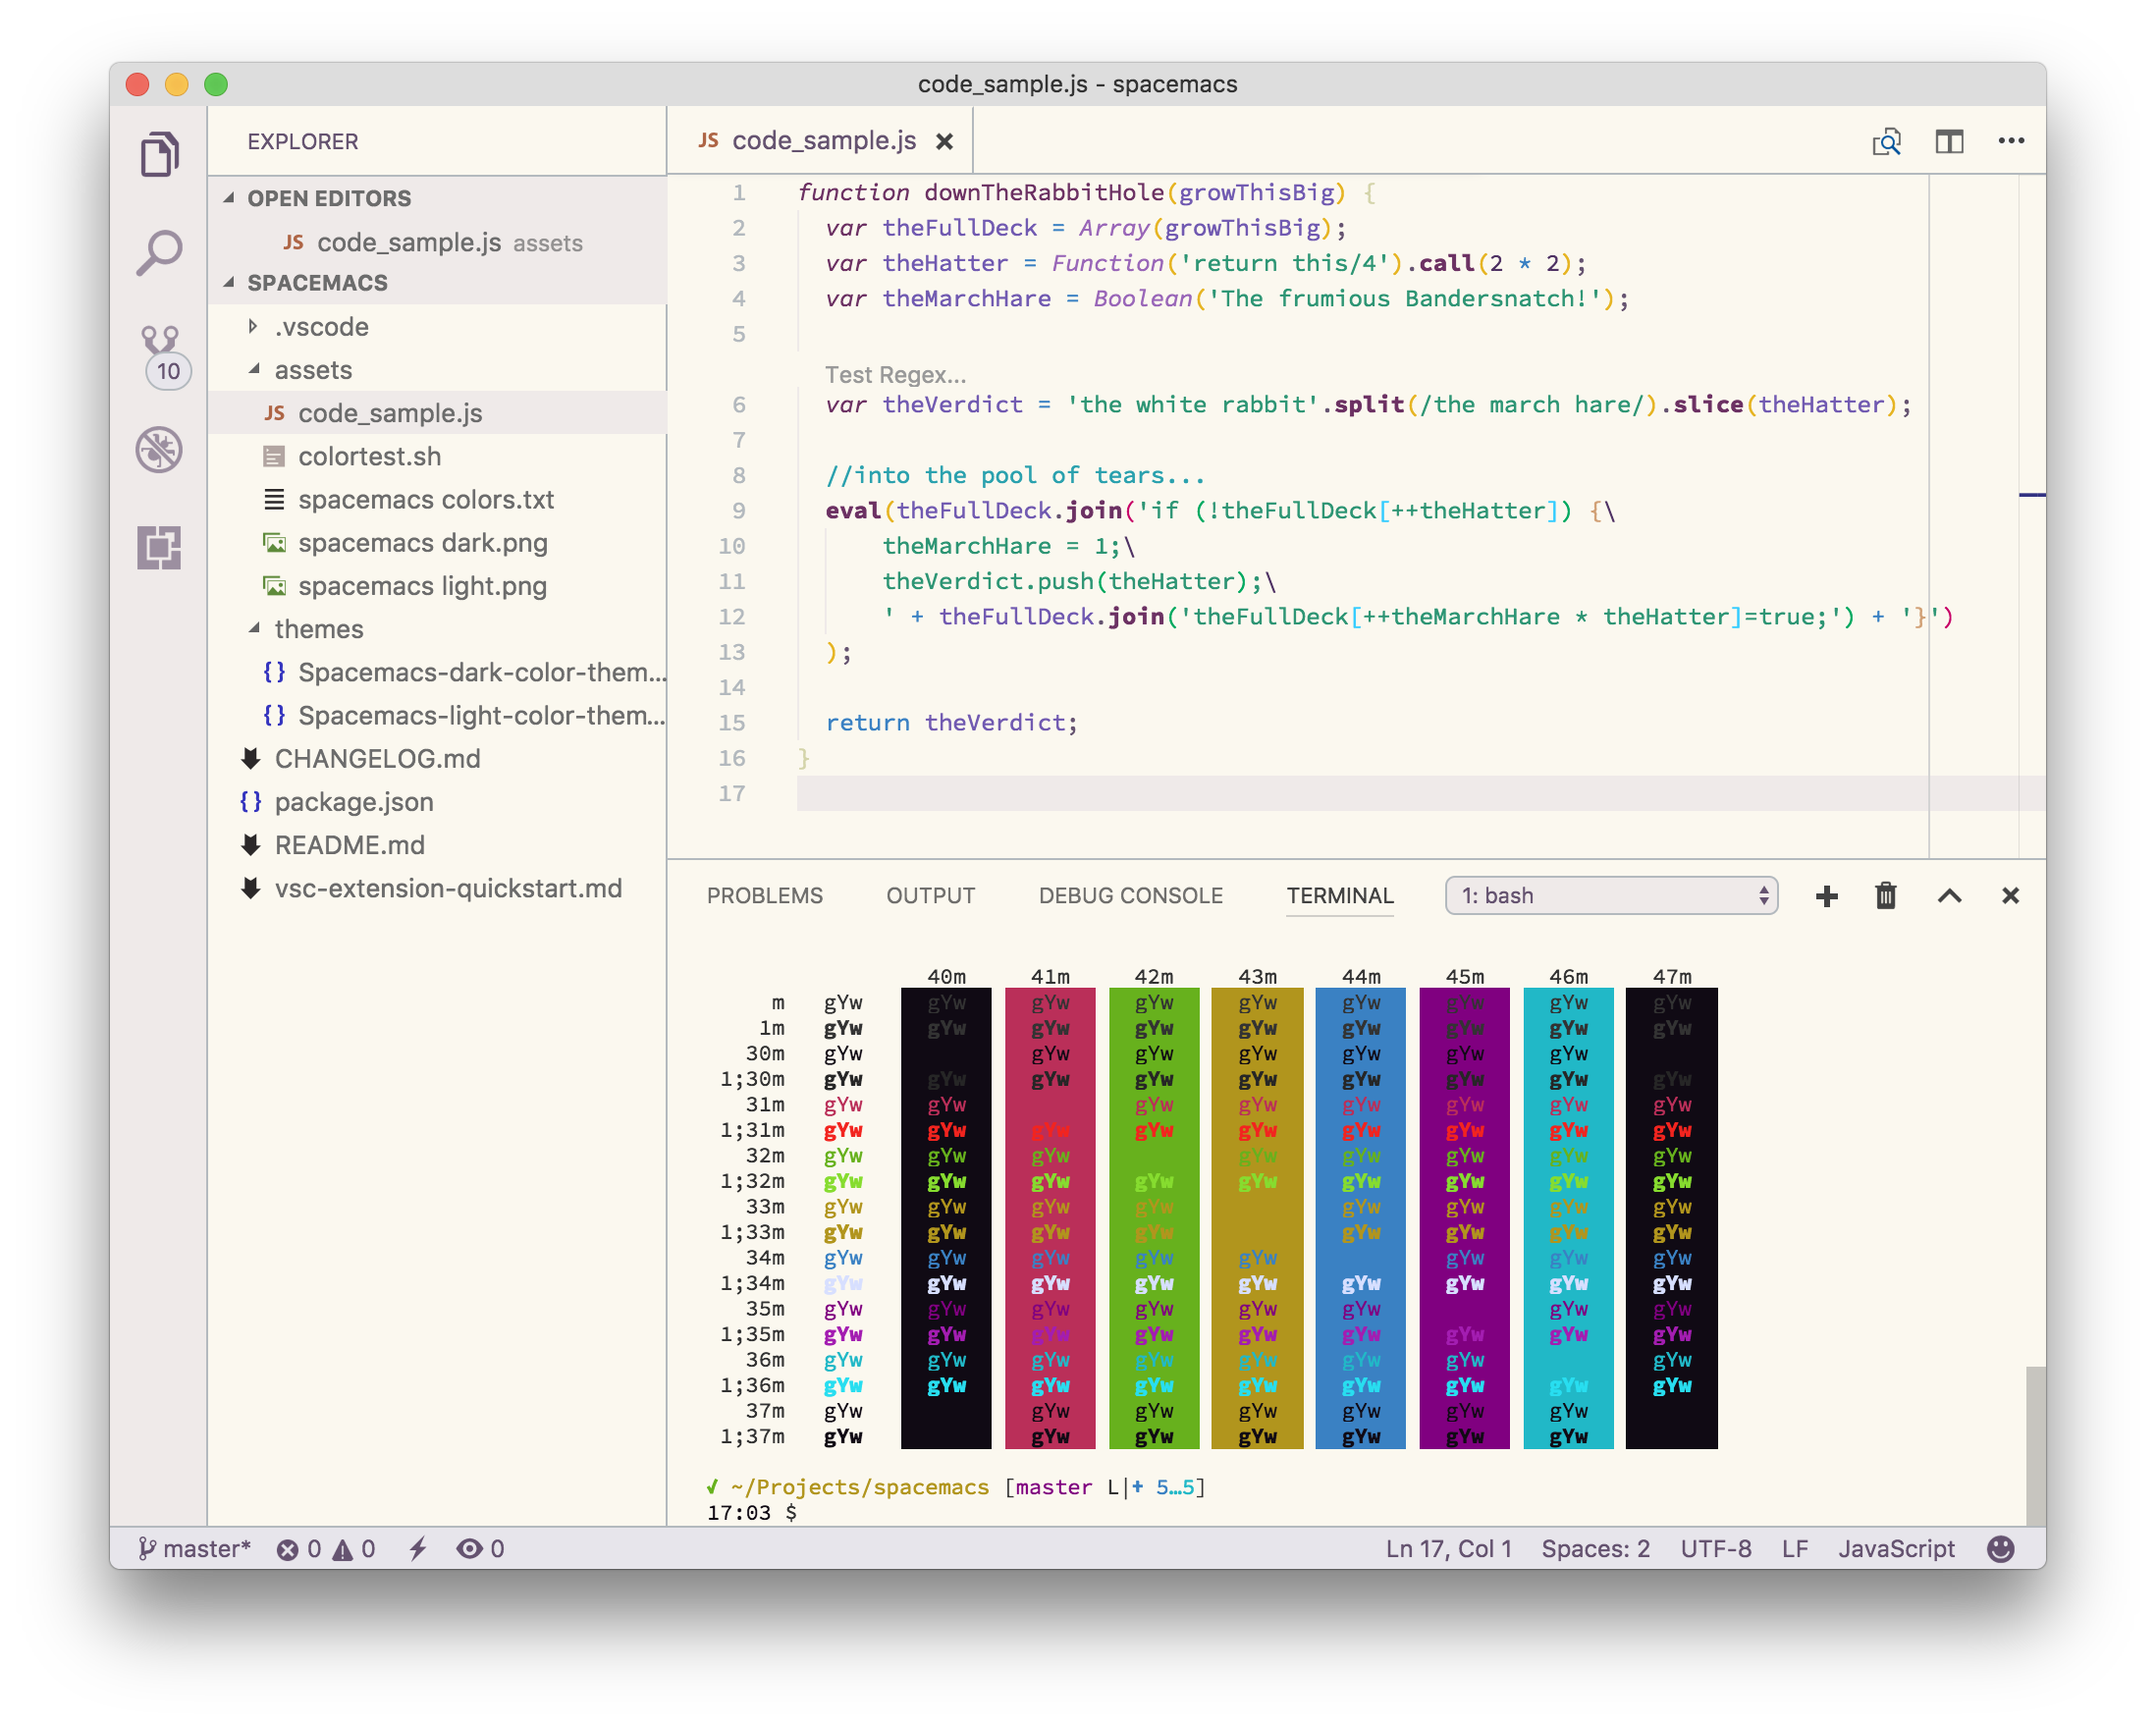 code_sample.js - spacemacs
EXPLORER
OPEN EDITORS
JS code_sample.js assets
SPACEMACS
.vscode
assets
JS code_sample.js
colortest.sh
spacemacs colors.txt
spacemacs dark.png
spacemacs light.png
themes
{} Spacemacs-dark-color-them...
{} Spacemacs-light-color-them...
CHANGELOG.md
{} package.json
README.md
vsc-extension-quickstart.md
10
JS code_sample.js
1 function downTheRabbitHole(growThisBig) {
2   var theFullDeck = Array(growThisBig);
3   var theHatter = Function('return this/4').call(2 * 2);
4   var theMarchHare = Boolean('The frumious Bandersnatch!');
5
Test Regex...
6   var theVerdict = 'the white rabbit'.split(/the march hare/).slice(theHatter);
7
8   //into the pool of tears...
9   eval(theFullDeck.join('if (!theFullDeck[++theHatter]) {\
10       theMarchHare = 1;\
11       theVerdict.push(theHatter);\
12       ' + theFullDeck.join('theFullDeck[++theMarchHare * theHatter]=true;') + '}')
13   );
14
15   return theVerdict;
16 }
17
PROBLEMS OUTPUT DEBUG CONSOLE TERMINAL 1: bash
40m 41m 42m 43m 44m 45m 46m 47m
m gYw gYw gYw gYw gYw gYw gYw gYw gYw
1m gYw gYw gYw gYw gYw gYw gYw gYw gYw
30m gYw gYw gYw gYw gYw gYw gYw
1;30m gYw gYw gYw gYw gYw gYw gYw gYw gYw
31m gYw gYw gYw gYw gYw gYw gYw gYw
1;31m gYw gYw gYw gYw gYw gYw gYw gYw gYw
32m gYw gYw gYw gYw gYw gYw gYw gYw
1;32m gYw gYw gYw gYw gYw gYw gYw gYw gYw
33m gYw gYw gYw gYw gYw gYw gYw gYw
1;33m gYw gYw gYw gYw gYw gYw gYw gYw
34m gYw gYw gYw gYw gYw gYw gYw gYw
1;34m gYw gYw gYw gYw gYw gYw gYw gYw gYw
35m gYw gYw gYw gYw gYw gYw gYw gYw
1;35m gYw gYw gYw gYw gYw gYw gYw gYw gYw
36m gYw gYw gYw gYw gYw gYw gYw gYw
1;36m gYw gYw gYw gYw gYw gYw gYw gYw gYw
37m gYw gYw gYw gYw gYw gYw gYw
1;37m gYw gYw gYw gYw gYw gYw gYw
✓ ~/Projects/spacemacs [master L|+ 5…5]
17:03 $
master* 0 0 0 Ln 17, Col 1 Spaces: 2 UTF-8 LF JavaScript